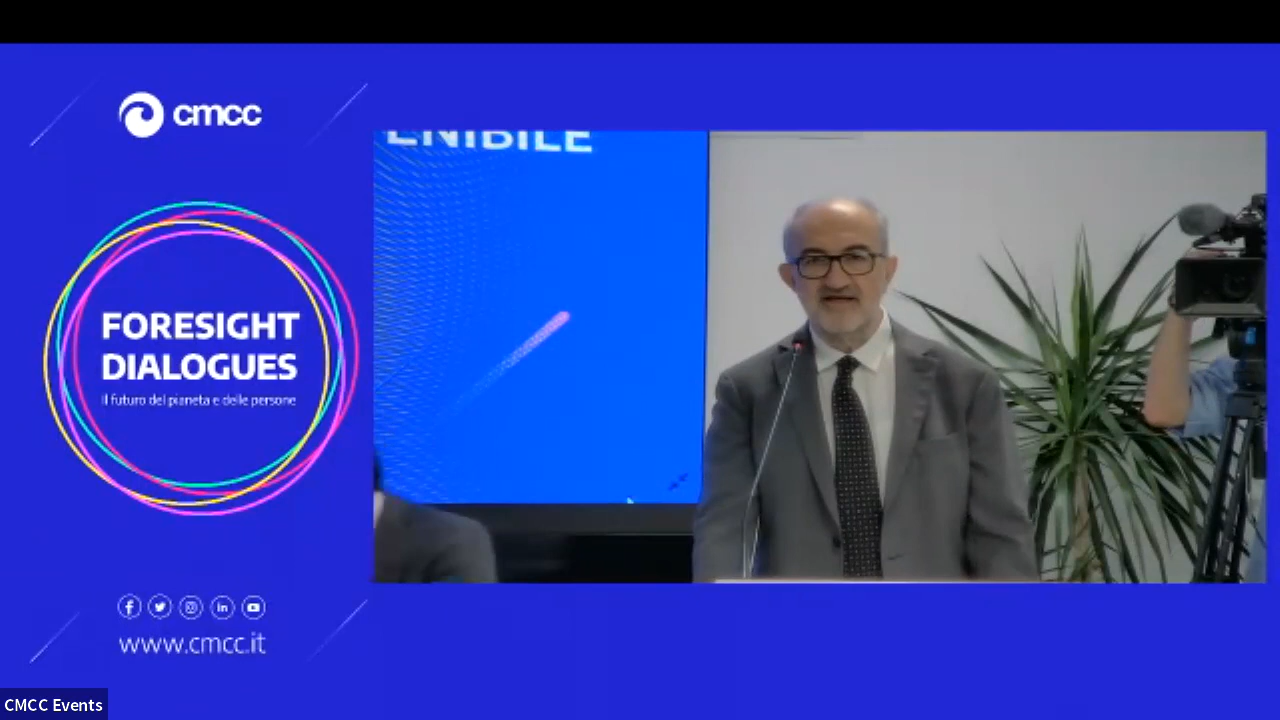 cmcc
ENIBILE
FORESIGHT
DIALOGUES
Il futuro del pianeta e delle persone
www.cmcc.it
CMCC Events